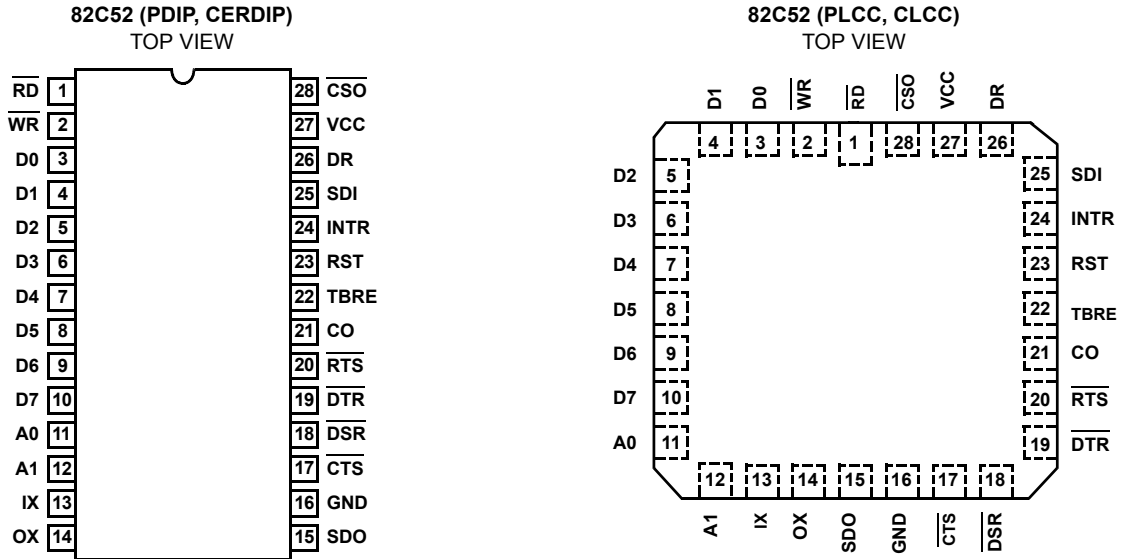 82C52 (PDIP, CERDIP)
TOP VIEW
RD 1 28 CSO
WR 2 27 VCC
D0 3 26 DR
D1 4 25 SDI
D2 5 24 INTR
D3 6 23 RST
D4 7 22 TBRE
D5 8 21 CO
D6 9 20 RTS
D7 10 19 DTR
A0 11 18 DSR
A1 12 17 CTS
IX 13 16 GND
OX 14 15 SDO
82C52 (PLCC, CLCC)
TOP VIEW
D1 D0 WR RD CSO VCC DR
4 3 2 1 28 27 26
D2 5 25 SDI
D3 6 24 INTR
D4 7 23 RST
D5 8 22 TBRE
D6 9 21 CO
D7 10 20 RTS
A0 11 19 DTR
12 13 14 15 16 17 18
A1 IX OX SDO GND CTS DSR